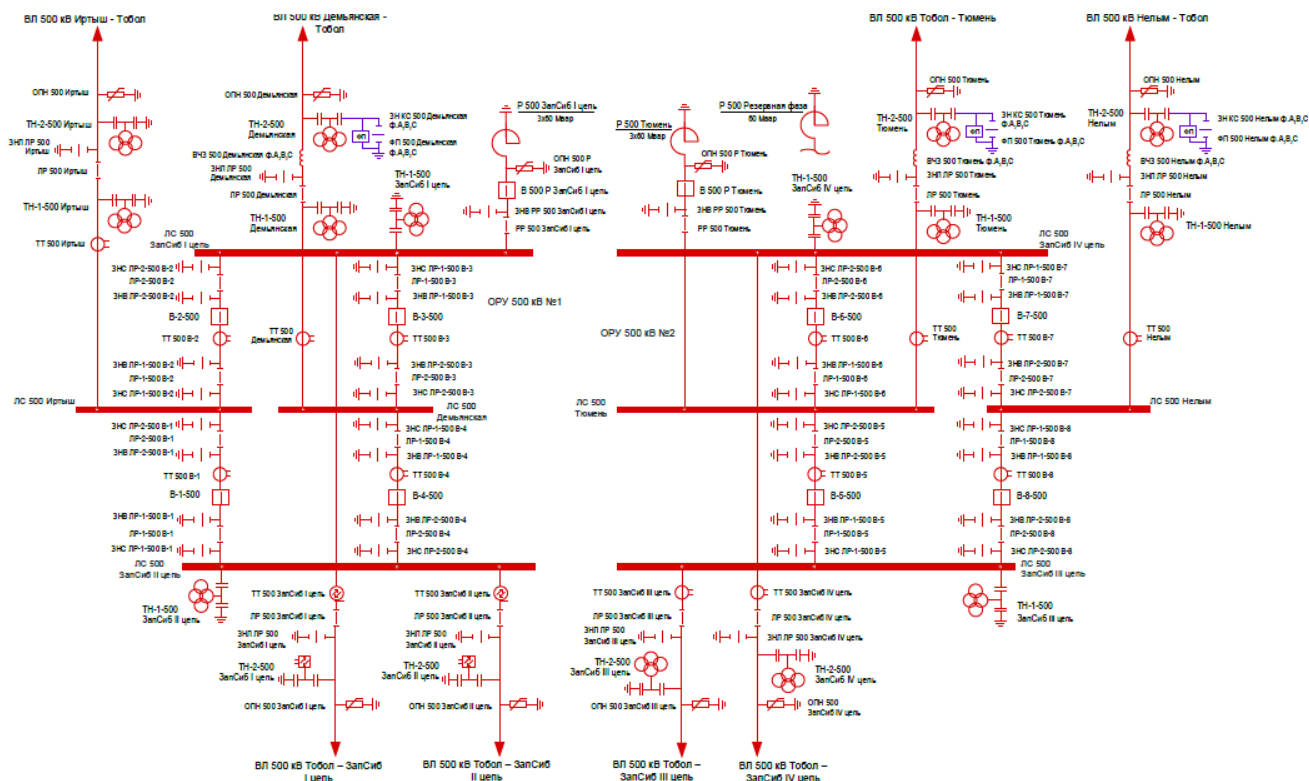 ВЛ 500 кВ Иртыш - Тобол
ВЛ 500 кВ Демьянская -
Тобол
ВЛ 500 кВ Тобол - Тюмень
ВЛ 500 кВ Нелым - Тобол
ОПН 500 Иртыш
ТН-2-500 Иртыш
ЗНЛ ЛР 500
Иртыш
ЛР 500 Иртыш
ТН-1-500 Иртыш
ТТ 500 Иртыш
ОПН 500 Демьянская
ТН-2-500
Демьянская
ЗН КС 500 Демьянская
ф.А,В,С
ФП
ФП 500 Демьянская
ф.А,В,С
ВЧЗ 500 Демьянская ф.А,В,С
ЗНЛ ЛР 500
Демьянская
ЛР 500 Демьянская
ТН-1-500
Демьянская
ТН-1-500
ЗапСиб I цепь
Р 500 ЗапСиб I цепь
3х60 Мвар
ОПН 500 Р
ЗапСиб I цепь
В 500 Р ЗапСиб I цепь
ЗНВ РР 500 ЗапСиб I цепь
РР 500 ЗапСиб I цепь
Р 500 Тюмень
3х60 Мвар
ОПН 500 Р Тюмень
В 500 Р Тюмень
ЗНВ РР 500 Тюмень
РР 500 Тюмень
Р 500 Резервная фаза
60 Мвар
ТН-1-500
ЗапСиб IV цепь
ОПН 500 Тюмень
ТН-2-500
Тюмень
ЗН КС 500 Тюмень
ф.А,В,С
ФП
ФП 500 Тюмень
ф.А,В,С
ВЧЗ 500 Тюмень ф.А,В,С
ЗНЛ ЛР 500 Тюмень
ЛР 500 Тюмень
ТН-1-500
Тюмень
ОПН 500 Нелым
ТН-2-500
Нелым
ЗН КС 500 Нелым
ф.А,В,С
ФП
ФП 500 Нелым ф.А,В,С
ВЧЗ 500 Нелым ф.А,В,С
ЗНЛ ЛР 500 Нелым
ЛР 500 Нелым
ТН-1-500 Нелым
ЛС 500
ЗапСиб I цепь
ЛС 500
ЗапСиб IV цепь
ЗНС ЛР-2-500 В-2
ЛР-2-500 В-2
ЗНВ ЛР-2-500 В-2
В-2-500
ТТ 500 В-2
ЗНВ ЛР-1-500 В-2
ЛР-1-500 В-2
ЗНС ЛР-1-500 В-2
ТТ 500
Демьянская
ЗНС ЛР-1-500 В-3
ЛР-1-500 В-3
ЗНВ ЛР-1-500 В-3
В-3-500
ТТ 500 В-3
ЗНВ ЛР-2-500 В-3
ЛР-2-500 В-3
ЗНС ЛР-2-500 В-3
ОРУ 500 кВ №1
ОРУ 500 кВ №2
ЗНС ЛР-2-500 В-6
ЛР-2-500 В-6
ЗНВ ЛР-2-500 В-6
В-6-500
ТТ 500 В-6
ЗНВ ЛР-1-500 В-6
ЛР-1-500 В-6
ЗНС ЛР-1-500 В-6
ТТ 500
Тюмень
ЗНС ЛР-1-500 В-7
ЛР-1-500 В-7
ЗНВ ЛР-1-500 В-7
В-7-500
ТТ 500 В-7
ЗНВ ЛР-2-500 В-7
ЛР-2-500 В-7
ЗНС ЛР-2-500 В-7
ТТ 500
Нелым
ЛС 500 Иртыш
ЛС 500
Демьянская
ЛС 500
Тюмень
ЛС 500 Нелым
ЗНС ЛР-2-500 В-1
ЛР-2-500 В-1
ЗНВ ЛР-2-500 В-1
ТТ 500 В-1
В-1-500
ЗНВ ЛР-1-500 В-1
ЛР-1-500 В-1
ЗНС ЛР-1-500 В-1
ЗНС ЛР-1-500 В-4
ЛР-1-500 В-4
ЗНВ ЛР-1-500 В-4
ТТ 500 В-4
В-4-500
ЗНВ ЛР-2-500 В-4
ЛР-2-500 В-4
ЗНС ЛР-2-500 В-4
ЗНС ЛР-2-500 В-5
ЛР-2-500 В-5
ЗНВ ЛР-2-500 В-5
ТТ 500 В-5
В-5-500
ЗНВ ЛР-1-500 В-5
ЛР-1-500 В-5
ЗНС ЛР-1-500 В-5
ЗНС ЛР-1-500 В-8
ЛР-1-500 В-8
ЗНВ ЛР-1-500 В-8
ТТ 500 В-8
В-8-500
ЗНВ ЛР-2-500 В-8
ЛР-2-500 В-8
ЗНС ЛР-2-500 В-8
ЛС 500
ЗапСиб II цепь
ЛС 500
ЗапСиб III цепь
ТН-1-500
ЗапСиб II цепь
ТТ 500 ЗапСиб I цепь
ЛР 500 ЗапСиб I цепь
ЗНЛ ЛР 500
ЗапСиб I цепь
ТН-2-500
ЗапСиб I цепь
ОПН 500 ЗапСиб I цепь
ТТ 500 ЗапСиб II цепь
ЛР 500 ЗапСиб II цепь
ЗНЛ ЛР 500
ЗапСиб II цепь
ТН-2-500
ЗапСиб II цепь
ОПН 500 ЗапСиб II цепь
ТТ 500 ЗапСиб III цепь
ЛР 500 ЗапСиб III цепь
ЗНЛ ЛР 500
ЗапСиб III цепь
ТН-2-500
ЗапСиб III цепь
ОПН 500 ЗапСиб III цепь
ТТ 500 ЗапСиб IV цепь
ЛР 500 ЗапСиб IV цепь
ЗНЛ ЛР 500 ЗапСиб IV цепь
ТН-2-500
ЗапСиб IV цепь
ОПН 500
ЗапСиб IV цепь
ТН-1-500
ЗапСиб III цепь
ВЛ 500 кВ Тобол – ЗапСиб
I цепь
ВЛ 500 кВ Тобол – ЗапСиб
II цепь
ВЛ 500 кВ Тобол –
ЗапСиб III цепь
ВЛ 500 кВ Тобол –
ЗапСиб IV цепь